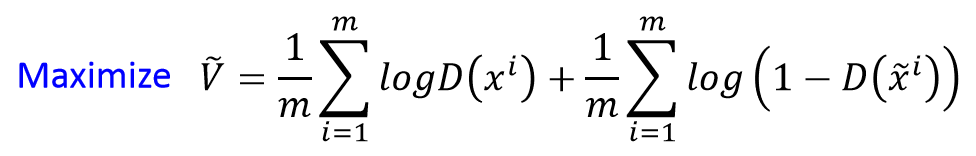 Maximize Ṽ = 1/m ∑_{i=1}^{m} logD(x^i) + 1/m ∑_{i=1}^{m} log(1 − D(x̃^i))